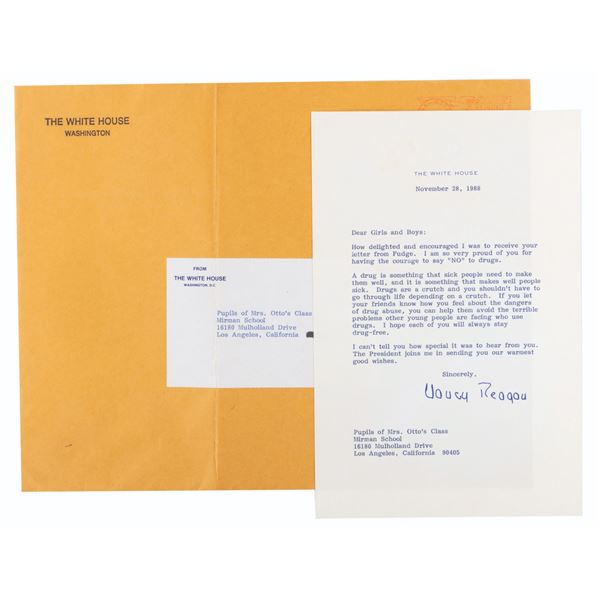 THE WHITE HOUSE
WASHINGTON
FROM
THE WHITE HOUSE
WASHINGTON, D.C.
Pupils of Mrs. Otto's Class
Mirman School
16180 Mulholland Drive
Los Angeles, California
THE WHITE HOUSE
November 28, 1988
Dear Girls and Boys:
How delighted and encouraged I was to receive your
letter from Fudge. I am so very proud of you for
having the courage to say "NO" to drugs.
A drug is something that sick people need to make
them well, and it is something that makes well people
sick. Drugs are a crutch and you shouldn't have to
go through life depending on a crutch. If you let
your friends know how you feel about the dangers
of drug abuse, you can help them avoid the terrible
problems other young people are facing who use
drugs. I hope each of you will always stay
drug-free.
I can't tell you how special it was to hear from you.
The President joins me in sending you our warmest
good wishes.
Sincerely,
Nancy Reagan
Pupils of Mrs. Otto's Class
Mirman School
16180 Mulholland Drive
Los Angeles, California 90405